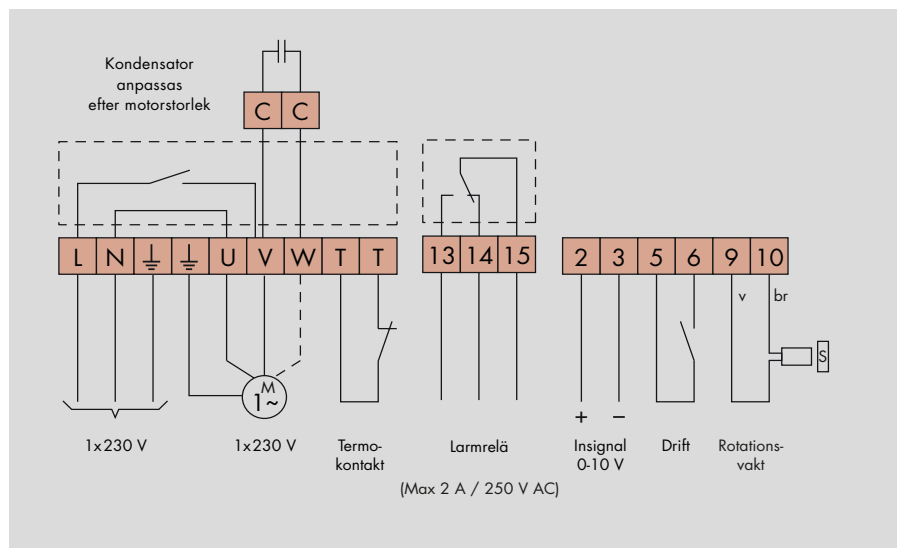 Kondensator
anpassas
efter motorstorlek
C C
L N U V W T T
13 14 15
2 3 5 6 9 10
v br
M
1~
S
+ −
1x230 V 1x230 V Termo-
kontakt
Larmrelä
(Max 2 A / 250 V AC)
Insignal
0-10 V
Drift
Rotations-
vakt